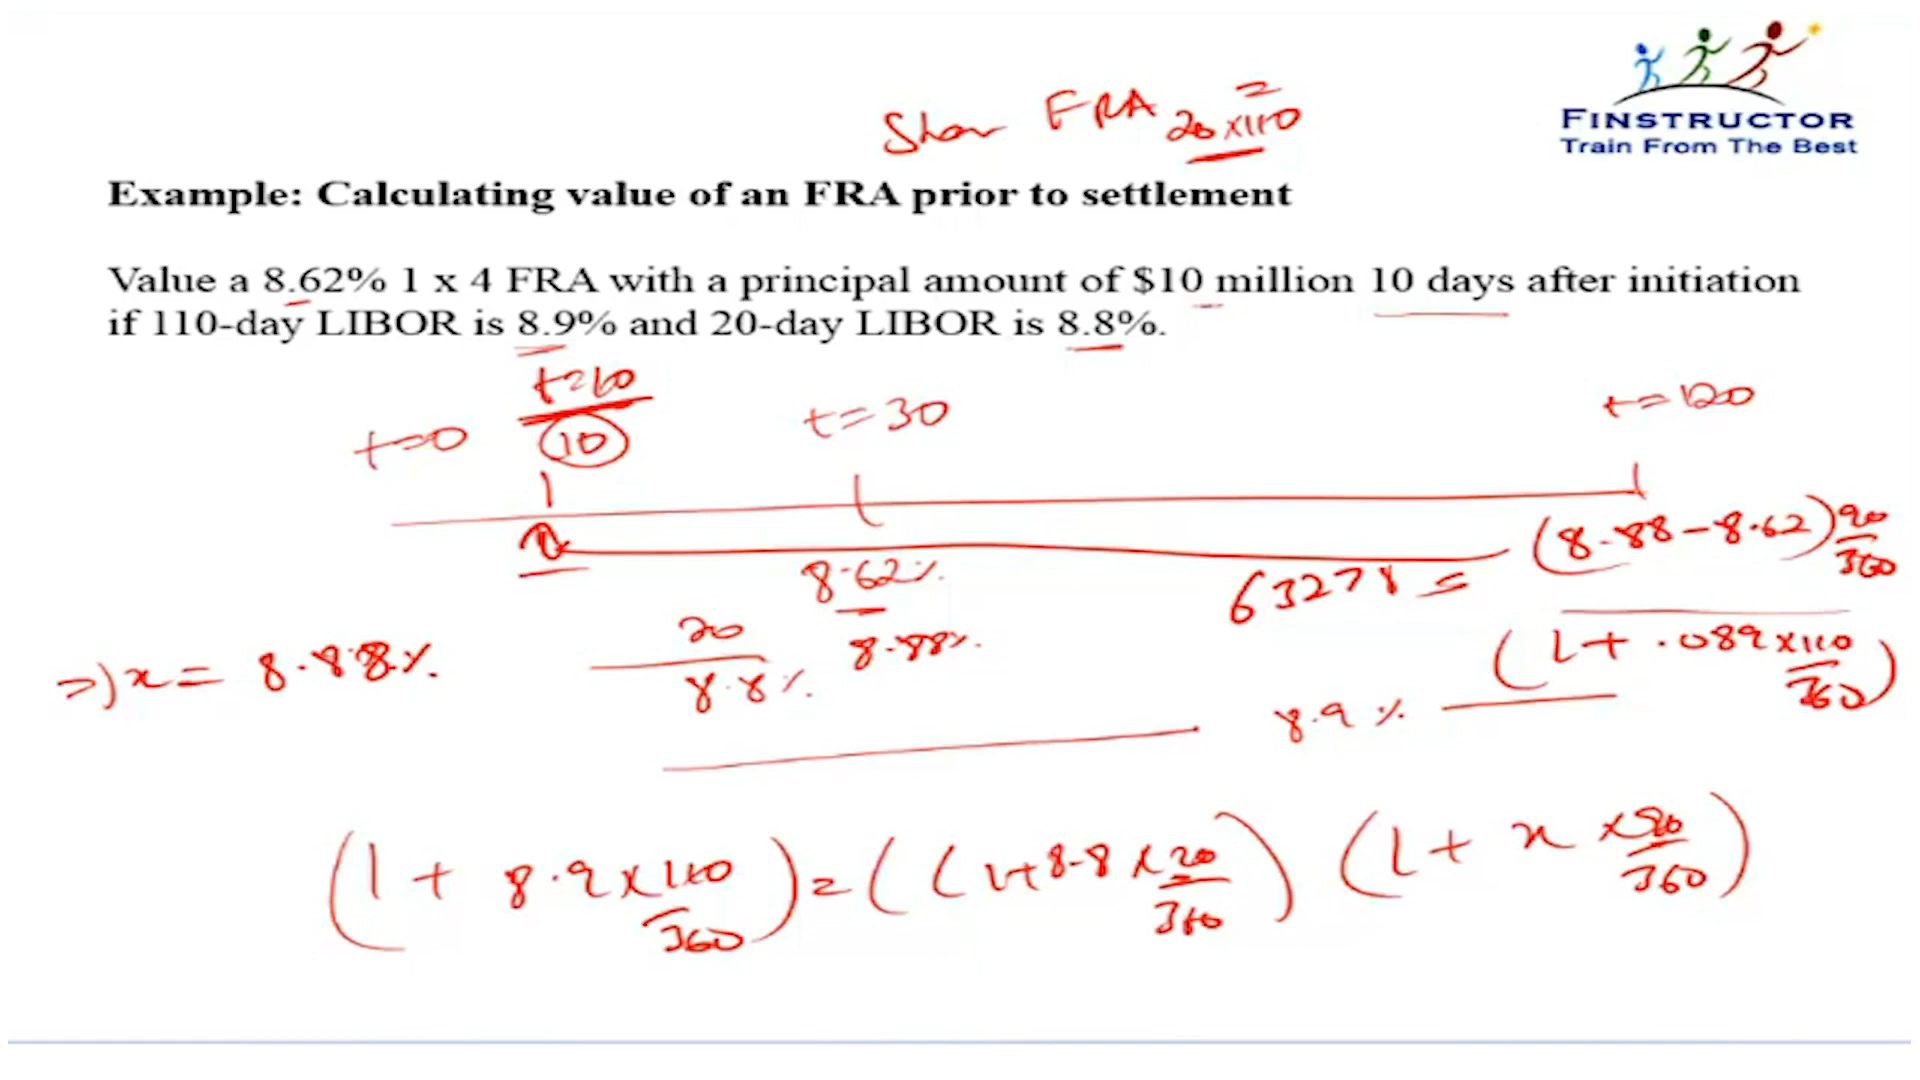 FINSTRUCTOR
Train From The Best
FRA 20x110
Example: Calculating value of an FRA prior to settlement
Value a 8.62% 1 x 4 FRA with a principal amount of $10 million 10 days after initiation
if 110-day LIBOR is 8.9% and 20-day LIBOR is 8.8%.
t=0
10
t=30
t=120
8.62%
63278 =
(8.88-8.62) 90/360
(1+.089x110/360)
=> x = 8.88%
20
8.8%
8.88%
8.9%
(1+8.9x110/360) = ((1+8.8x20/360) (1+x x90/360)